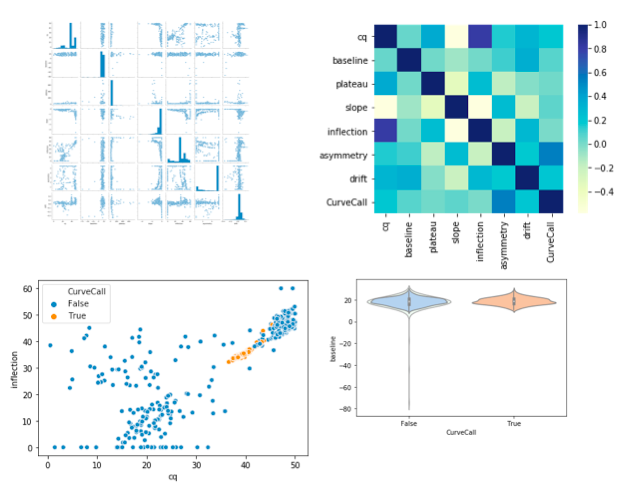 cq
baseline
plateau
slope
inflection
asymmetry
drift
CurveCall
cq
baseline
plateau
slope
inflection
asymmetry
drift
CurveCall
1.0
0.8
0.6
0.4
0.2
0.0
−0.2
−0.4
60
50
40
30
20
10
0
inflection
CurveCall
False
True
0 10 20 30 40 50
cq
20
0
−20
−40
−60
−80
baseline
False True
CurveCall